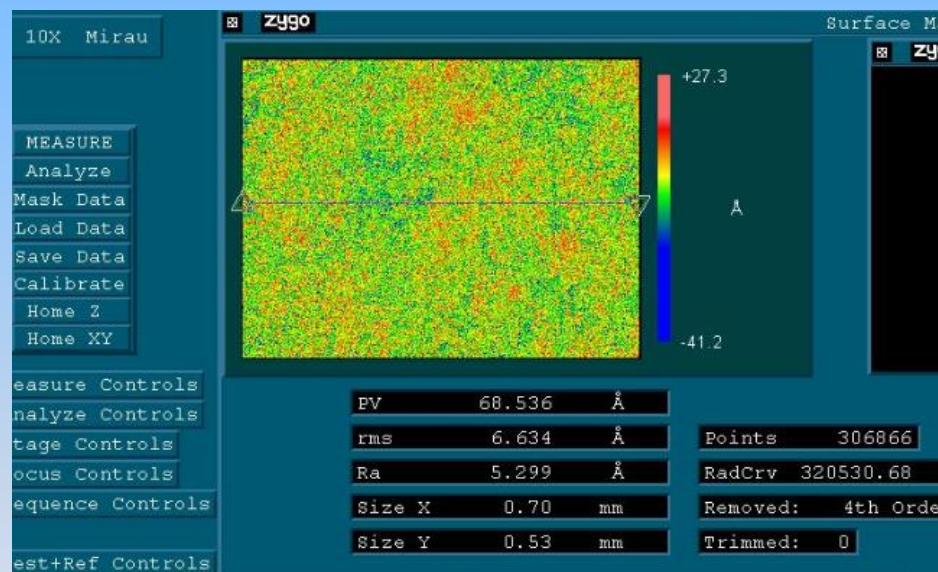 10X Mirau
zygo
Surface M
zyg
+27.3
Å
-41.2
MEASURE
Analyze
Mask Data
Load Data
Save Data
Calibrate
Home Z
Home XY
easure Controls
nalyze Controls
tage Controls
ocus Controls
equence Controls
est+Ref Controls
PV 68.536 Å
rms 6.634 Å
Ra 5.299 Å
Size X 0.70 mm
Size Y 0.53 mm
Points 306866
RadCrv 320530.68
Removed: 4th Orde
Trimmed: 0